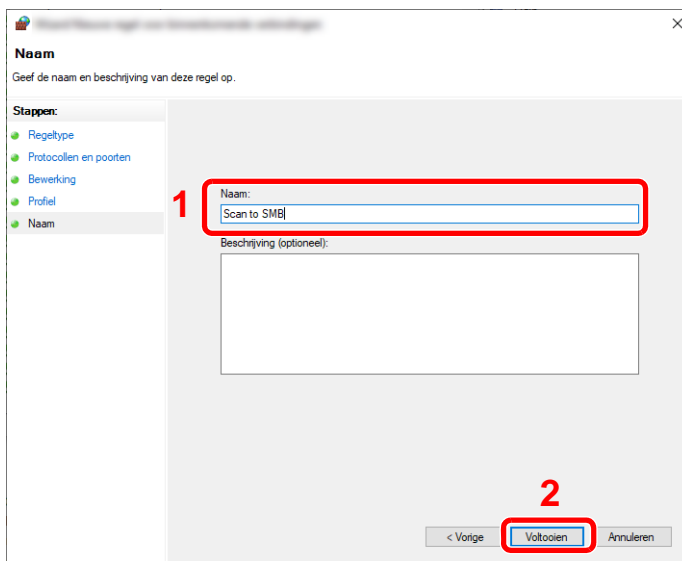 Naam
Geef de naam en beschrijving van deze regel op.
Stappen:
Regeltype
Protocollen en poorten
Bewerking
Profiel
Naam
1
Naam:
Scan to SMB
Beschrijving (optioneel):
2
< Vorige
Voltooien
Annuleren